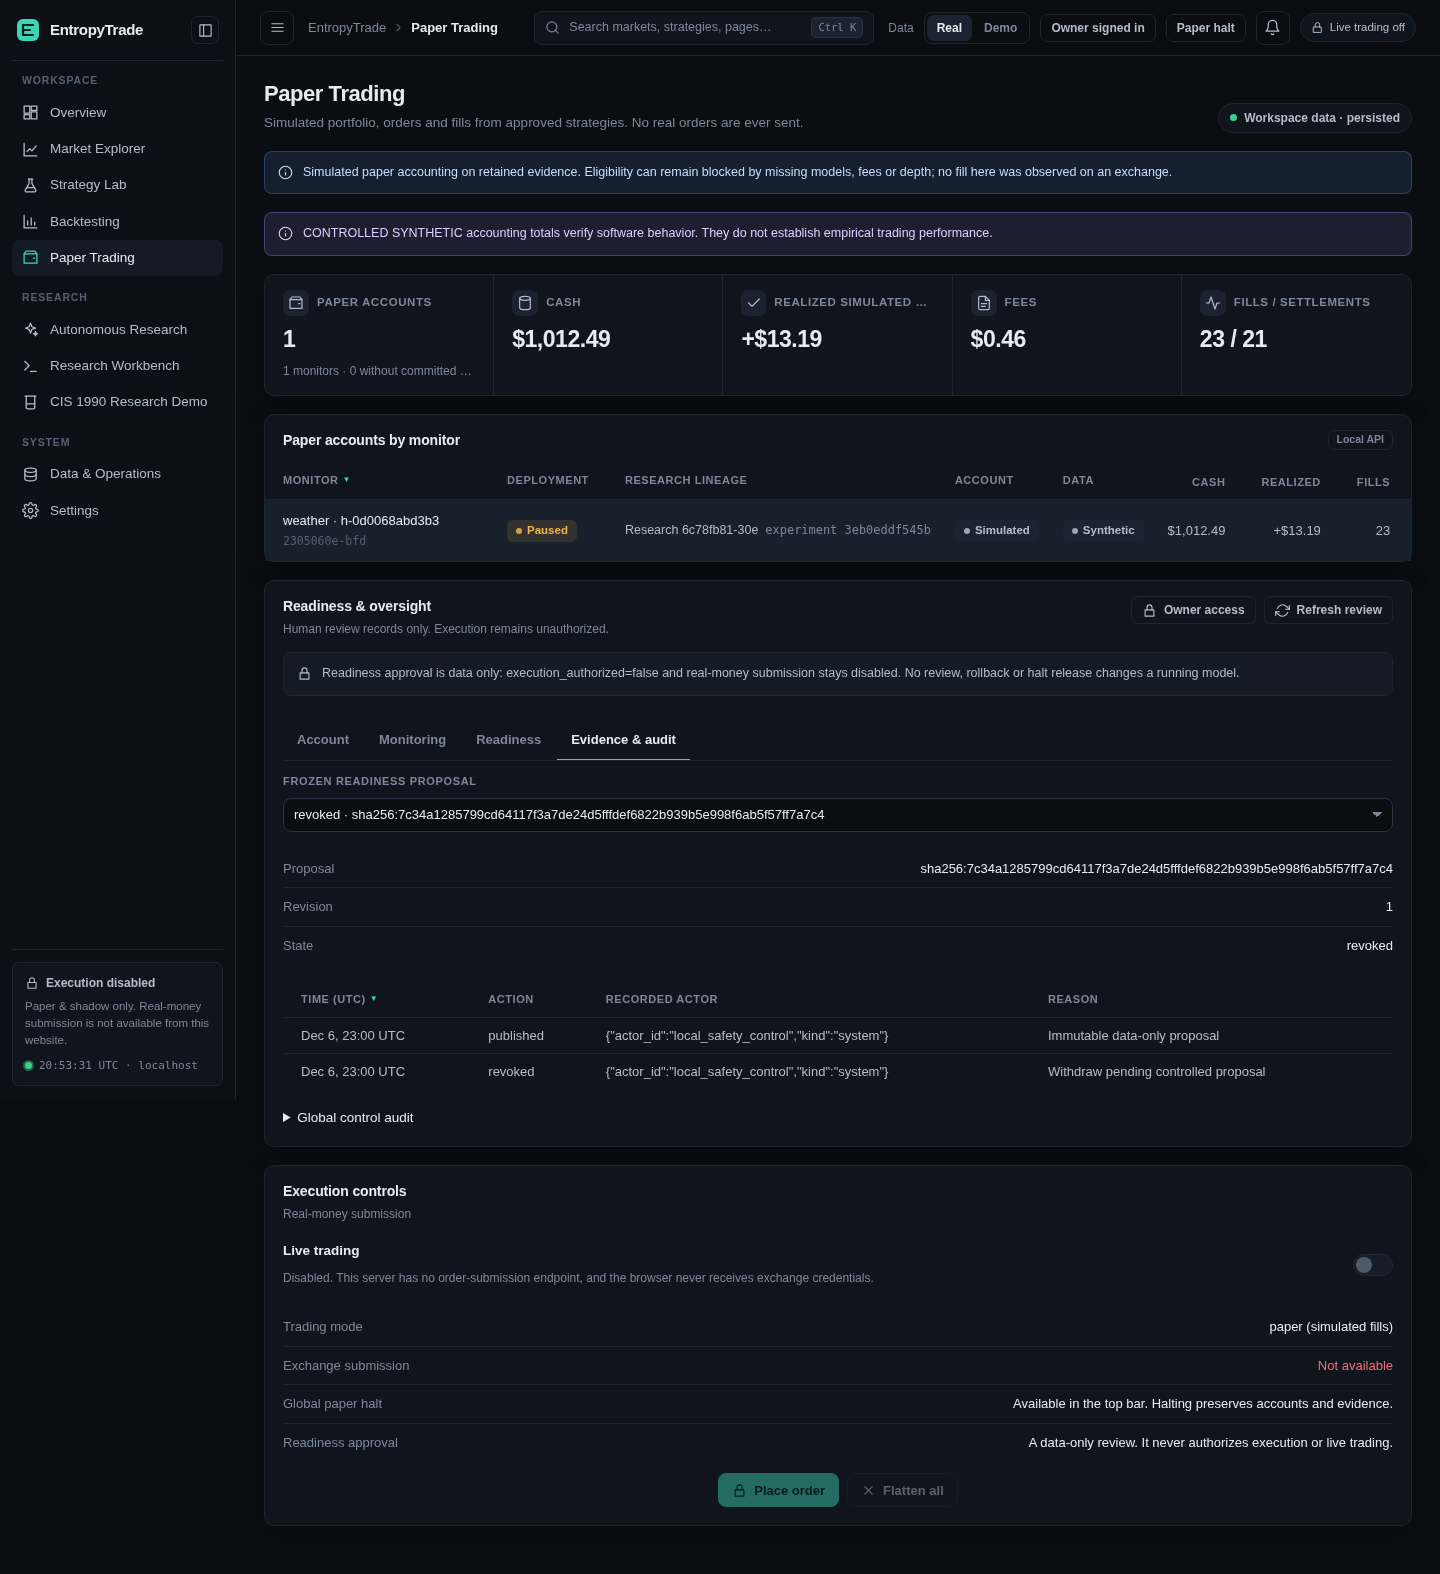 EntropyTrade
WORKSPACE
Overview
Market Explorer
Strategy Lab
Backtesting
Paper Trading
RESEARCH
Autonomous Research
Research Workbench
CIS 1990 Research Demo
SYSTEM
Data & Operations
Settings
Execution disabled
Paper & shadow only. Real-money
submission is not available from this
website.
20:53:31 UTC · localhost
EntropyTrade > Paper Trading
Search markets, strategies, pages… Ctrl K
Data Real Demo Owner signed in Paper halt Live trading off
Paper Trading
Simulated portfolio, orders and fills from approved strategies. No real orders are ever sent.
Workspace data · persisted
Simulated paper accounting on retained evidence. Eligibility can remain blocked by missing models, fees or depth; no fill here was observed on an exchange.
CONTROLLED SYNTHETIC accounting totals verify software behavior. They do not establish empirical trading performance.
PAPER ACCOUNTS CASH REALIZED SIMULATED … FEES FILLS / SETTLEMENTS
1 $1,012.49 +$13.19 $0.46 23 / 21
1 monitors · 0 without committed …
Paper accounts by monitor Local API
MONITOR ▼ DEPLOYMENT RESEARCH LINEAGE ACCOUNT DATA CASH REALIZED FILLS
weather · h-0d0068abd3b3
2305060e-bfd
Paused Research 6c78fb81-30e experiment 3eb0eddf545b Simulated Synthetic $1,012.49 +$13.19 23
Readiness & oversight
Human review records only. Execution remains unauthorized.
Owner access Refresh review
Readiness approval is data only: execution_authorized=false and real-money submission stays disabled. No review, rollback or halt release changes a running model.
Account Monitoring Readiness Evidence & audit
FROZEN READINESS PROPOSAL
revoked · sha256:7c34a1285799cd64117f3a7de24d5fffdef6822b939b5e998f6ab5f57ff7a7c4
Proposal sha256:7c34a1285799cd64117f3a7de24d5fffdef6822b939b5e998f6ab5f57ff7a7c4
Revision 1
State revoked
TIME (UTC) ▼ ACTION RECORDED ACTOR REASON
Dec 6, 23:00 UTC published {"actor_id":"local_safety_control","kind":"system"} Immutable data-only proposal
Dec 6, 23:00 UTC revoked {"actor_id":"local_safety_control","kind":"system"} Withdraw pending controlled proposal
▶ Global control audit
Execution controls
Real-money submission
Live trading
Disabled. This server has no order-submission endpoint, and the browser never receives exchange credentials.
Trading mode paper (simulated fills)
Exchange submission Not available
Global paper halt Available in the top bar. Halting preserves accounts and evidence.
Readiness approval A data-only review. It never authorizes execution or live trading.
Place order Flatten all